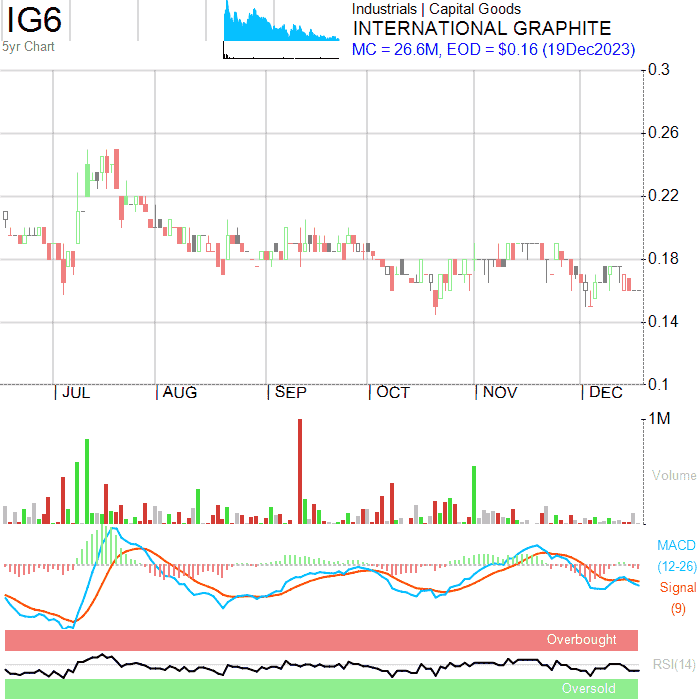 IG6
5yr Chart
Industrials | Capital Goods
INTERNATIONAL GRAPHITE
MC = 26.6M, EOD = $0.16 (19Dec2023)
0.3
0.26
0.22
0.18
0.14
0.1
JUL AUG SEP OCT NOV DEC
1M
Volume
MACD
(12-26)
Signal
(9)
Overbought
RSI(14)
Oversold